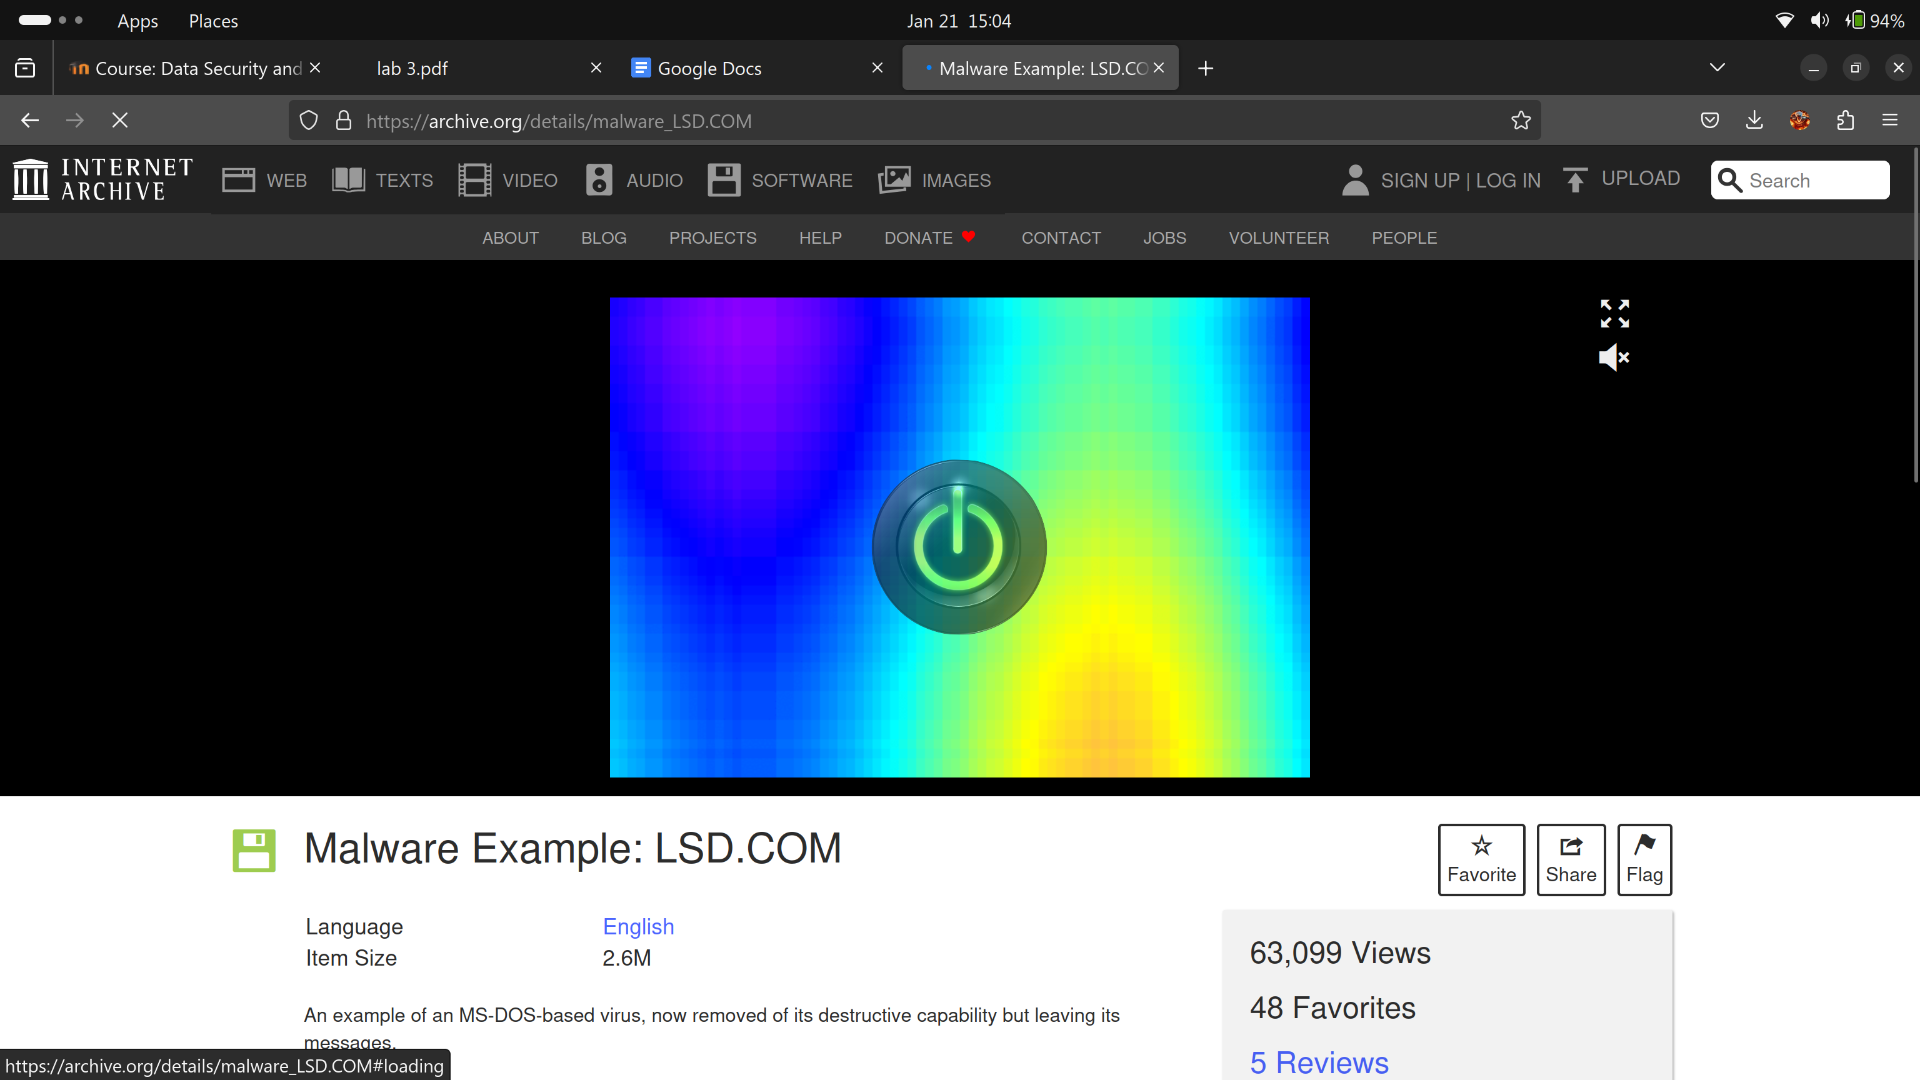 Apps Places Jan 21 15:04 94%
Course: Data Security and lab 3.pdf Google Docs Malware Example: LSD.CO
https://archive.org/details/malware_LSD.COM
INTERNET ARCHIVE WEB TEXTS VIDEO AUDIO SOFTWARE IMAGES SIGN UP | LOG IN UPLOAD Search
ABOUT BLOG PROJECTS HELP DONATE CONTACT JOBS VOLUNTEER PEOPLE
Malware Example: LSD.COM
Favorite Share Flag
Language English
Item Size 2.6M
63,099 Views
48 Favorites
5 Reviews
An example of an MS-DOS-based virus, now removed of its destructive capability but leaving its
messages.
https://archive.org/details/malware_LSD.COM#loading